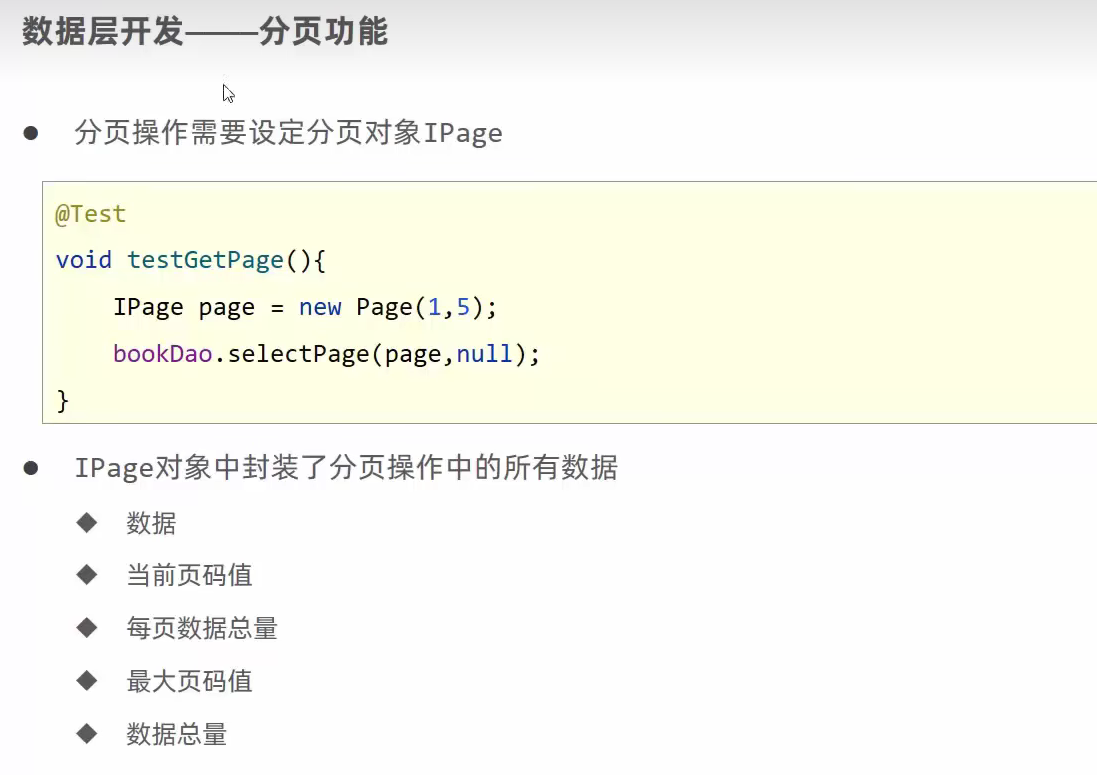 数据层开发——分页功能
分页操作需要设定分页对象IPage
@Test
void testGetPage(){
    IPage page = new Page(1,5);
    bookDao.selectPage(page,null);
}
IPage对象中封装了分页操作中的所有数据
数据
当前页码值
每页数据总量
最大页码值
数据总量